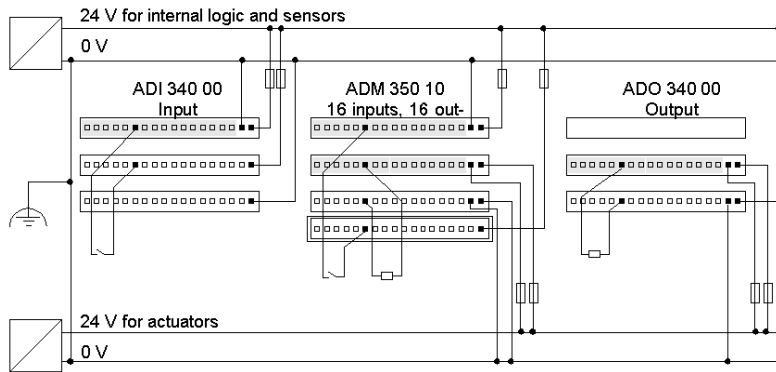 24 V for internal logic and sensors
0 V
ADI 340 00
Input
ADM 350 10
16 inputs, 16 out-
ADO 340 00
Output
24 V for actuators
0 V